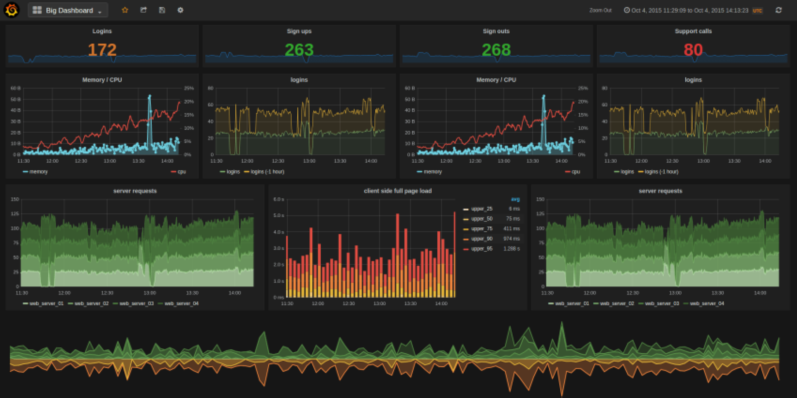 Big Dashboard
Zoom Out
Oct 4, 2015 11:29:09 to Oct 4, 2015 14:13:23 UTC
Logins
172
Sign ups
263
Sign outs
268
Support calls
80
Memory / CPU
60 B
50 B
40 B
30 B
20 B
10 B
0 B
25%
20%
15%
10%
5%
0%
11:30 12:00 12:30 13:00 13:30 14:00
memory cpu
logins
80
60
40
20
0
11:30 12:00 12:30 13:00 13:30 14:00
logins logins (-1 hour)
Memory / CPU
60 B
50 B
40 B
30 B
20 B
10 B
0 B
25%
20%
15%
10%
5%
0%
11:30 12:00 12:30 13:00 13:30 14:00
memory cpu
logins
80
60
40
20
0
11:30 12:00 12:30 13:00 13:30 14:00
logins logins (-1 hour)
server requests
150
125
100
75
50
25
0
11:30 12:00 12:30 13:00 13:30 14:00
web_server_01 web_server_02 web_server_03 web_server_04
client side full page load
6.0 s
5.0 s
4.0 s
3.0 s
2.0 s
1.0 s
0 ms
11:30 12:00 12:30 13:00 13:30 14:00
avg
upper_25 6 ms
upper_50 75 ms
upper_75 411 ms
upper_90 974 ms
upper_95
server requests
150
125
100
75
50
25
0
11:30 12:00 12:30 13:00 13:30 14:00
web_server_01 web_server_02 web_server_03 web_server_04